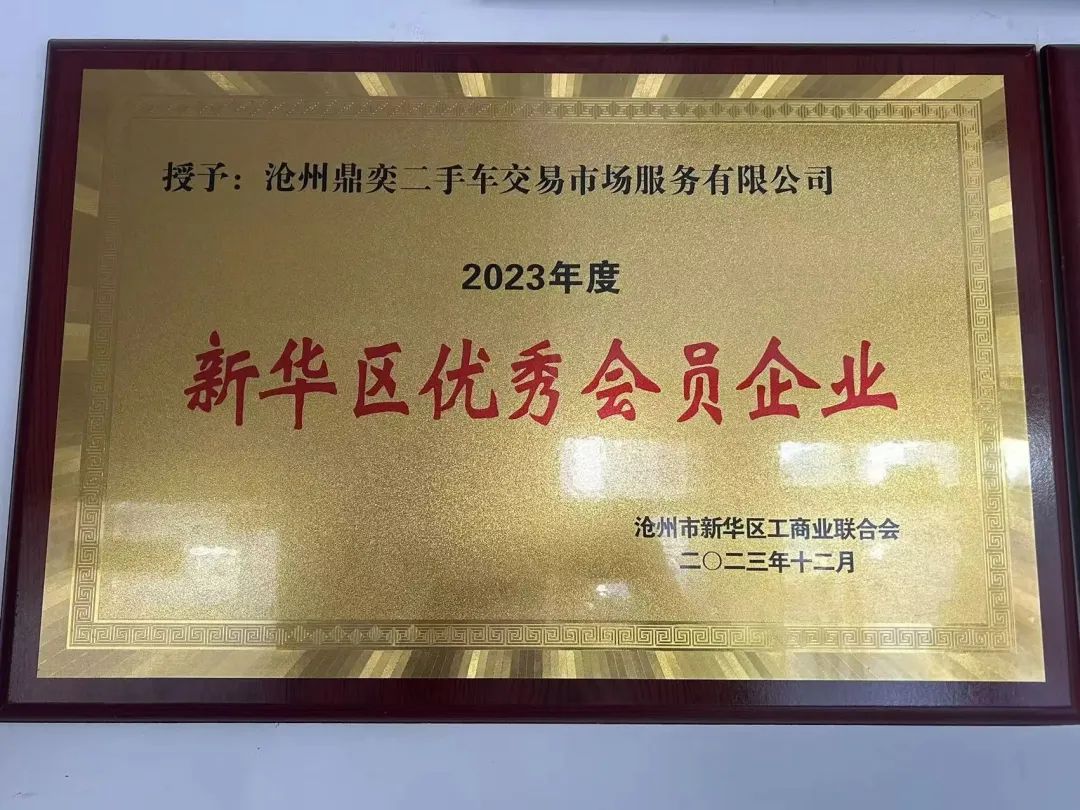 授予：沧州鼎奕二手车交易市场服务有限公司
2023年度
新华区优秀会员企业
沧州市新华区工商业联合会
二〇二三年十二月